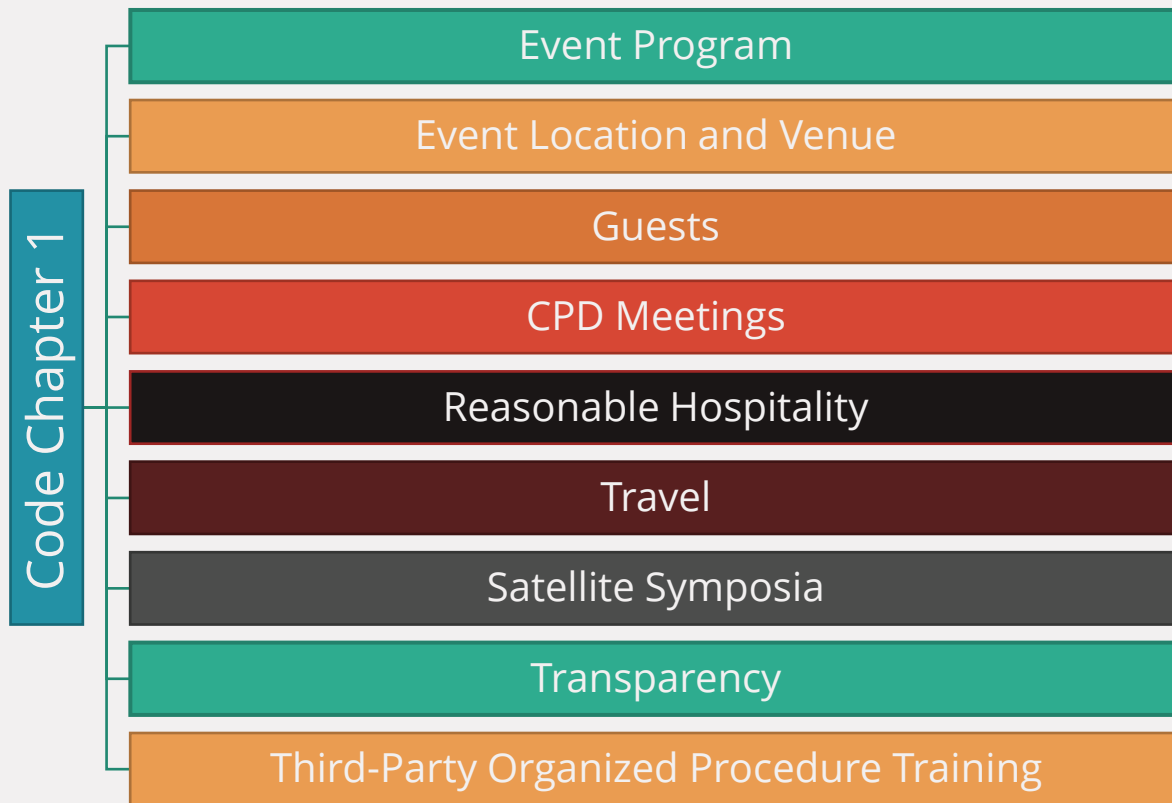 Code Chapter 1
Event Program
Event Location and Venue
Guests
CPD Meetings
Reasonable Hospitality
Travel
Satellite Symposia
Transparency
Third-Party Organized Procedure Training